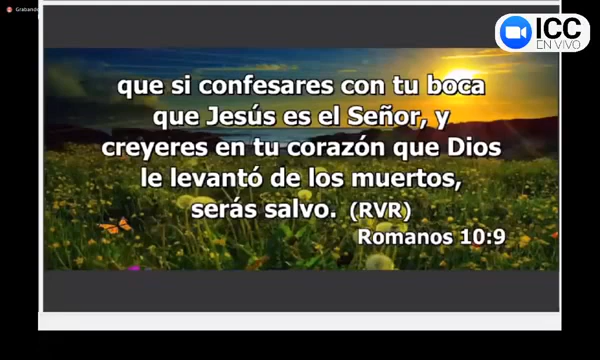 Grabando
ICC
EN VIVO
que si confesares con tu boca
que Jesús es el Señor, y
creyeres en tu corazón que Dios
le levantó de los muertos,
serás salvo. (RVR)
Romanos 10:9